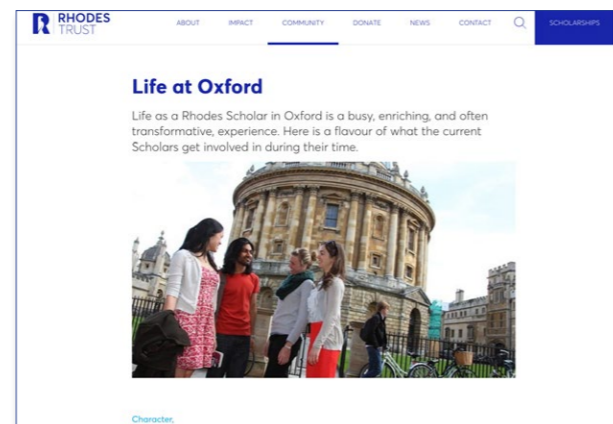 RHODES
TRUST
ABOUT
IMPACT
COMMUNITY
DONATE
NEWS
CONTACT
SCHOLARSHIPS
Life at Oxford
Life as a Rhodes Scholar in Oxford is a busy, enriching, and often
transformative, experience. Here is a flavour of what the current
Scholars get involved in during their time.
Character,